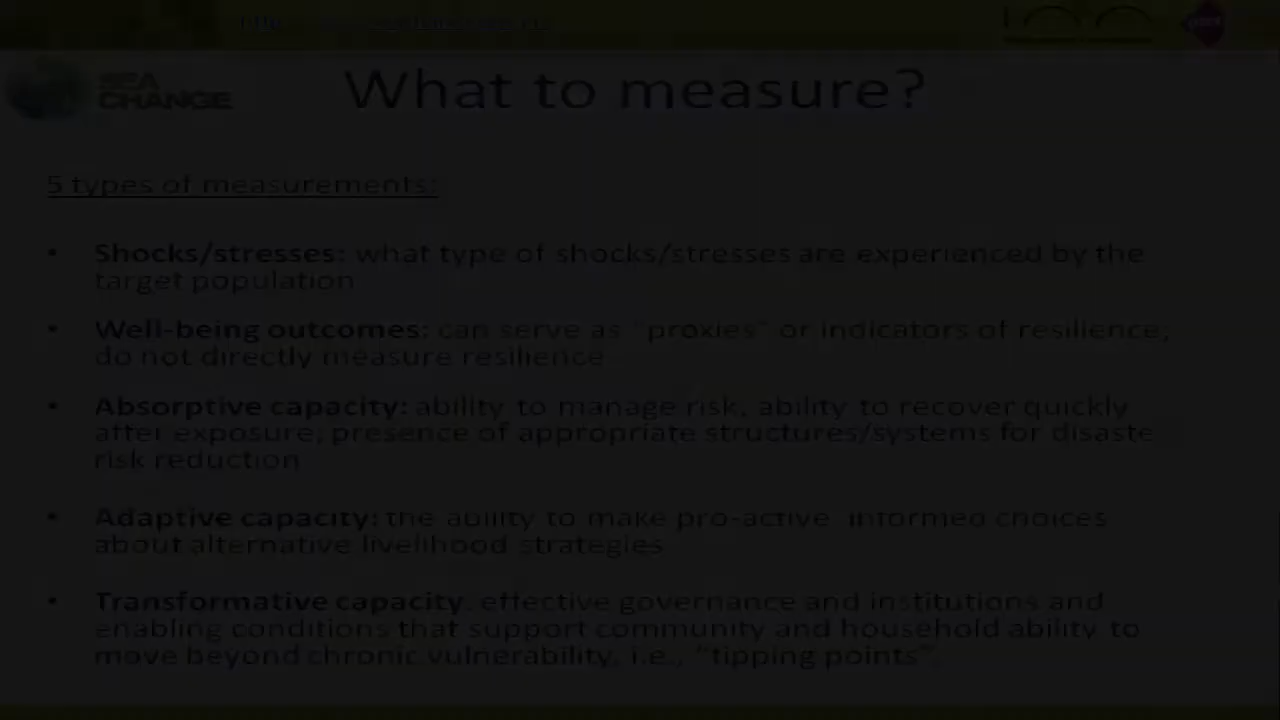 http
SEA
CHANGE
What to measure?
5 types of measurements:
• Shocks/stresses: what type of shocks/stresses are experienced by the
target population
• Well-being outcomes: can serve as "proxies" or indicators of resilience,
do not directly measure resilience
• Absorptive capacity: ability to manage risk, ability to recover quickly
after exposure, presence of appropriate structures/systems for disaste
risk reduction
• Adaptive capacity: the ability to make pro-active informed choices
about alternative livelihood strategies
• Transformative capacity: effective governance and institutions and
enabling conditions that support community and household ability to
move beyond chronic vulnerability, i.e., "tipping points".